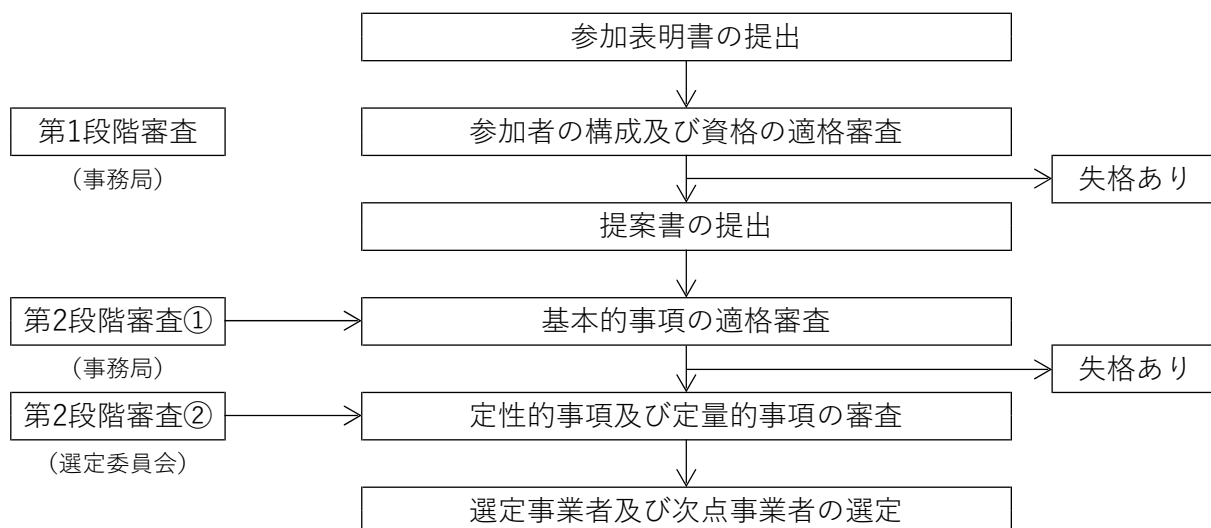 参加表明書の提出
第1段階審査
参加者の構成及び資格の適格審査
（事務局）
失格あり
提案書の提出
第2段階審査①
基本的事項の適格審査
（事務局）
失格あり
第2段階審査②
定性的事項及び定量的事項の審査
（選定委員会）
選定事業者及び次点事業者の選定